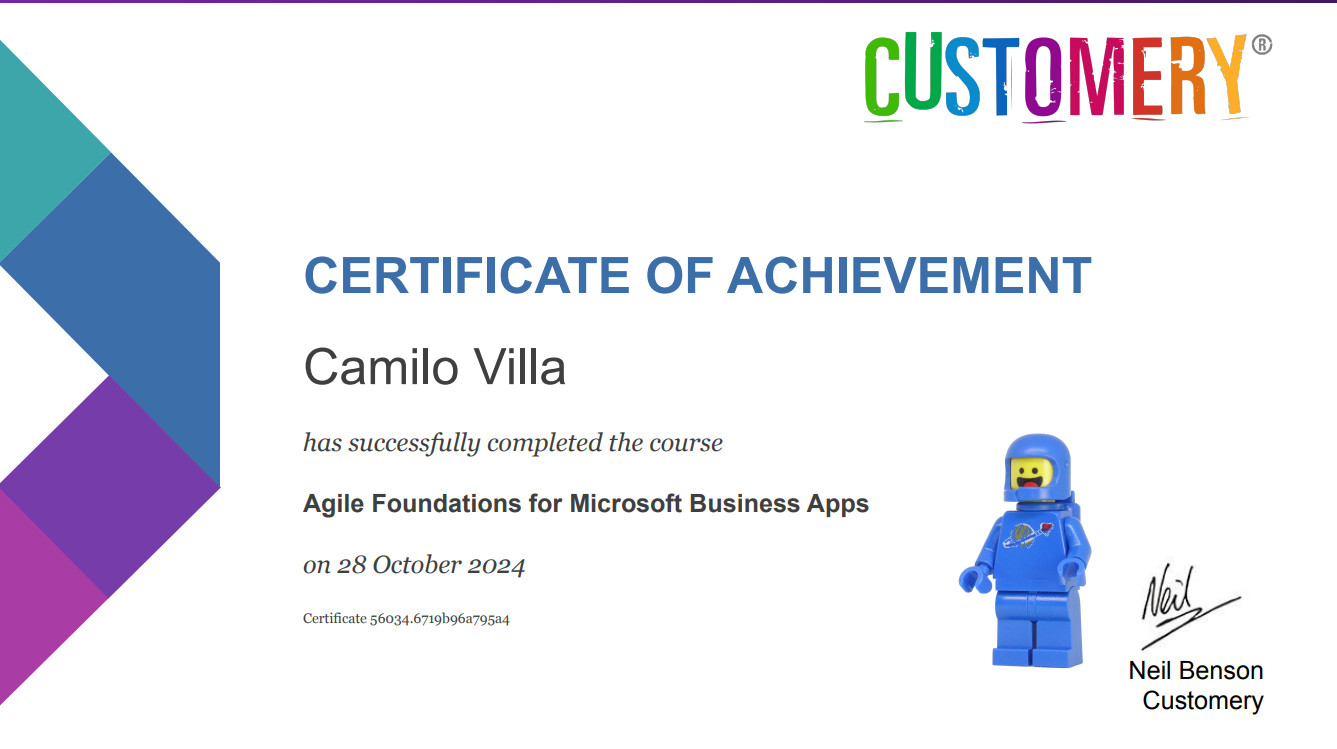 CUSTOMERY®
CERTIFICATE OF ACHIEVEMENT
Camilo Villa
has successfully completed the course
Agile Foundations for Microsoft Business Apps
on 28 October 2024
Certificate 56034.6719b96a795a4
Neil
Neil Benson
Customery